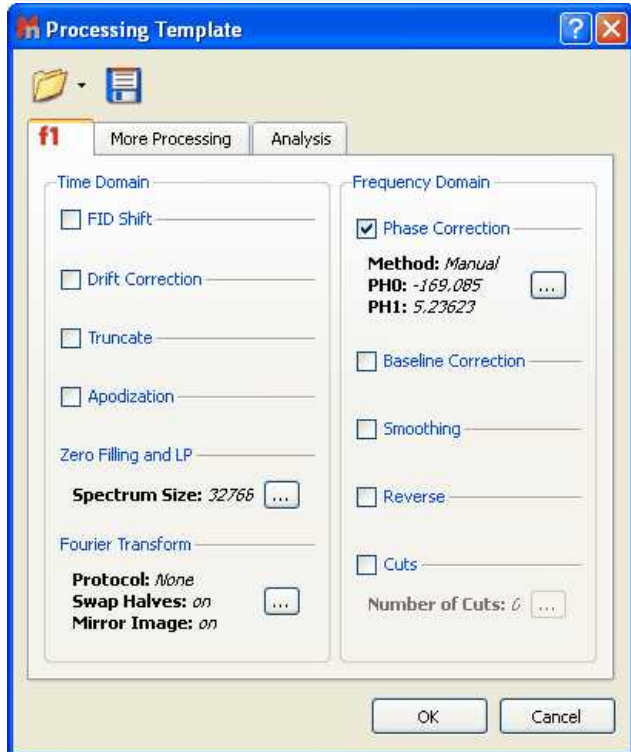 Processing Template
f1
More Processing
Analysis
Time Domain
FID Shift
Drift Correction
Truncate
Apodization
Zero Filling and LP
Spectrum Size: 32768 ...
Fourier Transform
Protocol: None
Swap Halves: on
Mirror Image: on
...
Frequency Domain
Phase Correction
Method: Manual
PH0: -169,085
PH1: 5,23623
...
Baseline Correction
Smoothing
Reverse
Cuts
Number of Cuts: ...
OK
Cancel